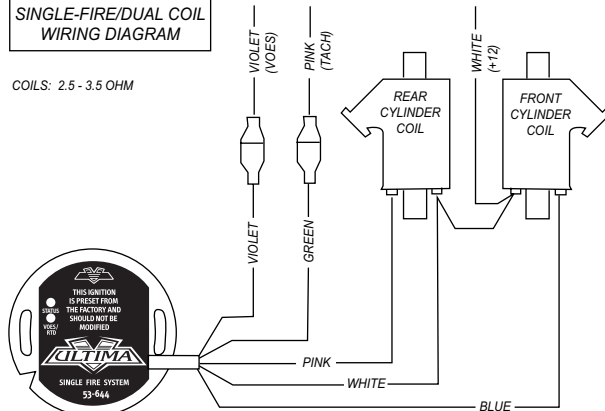 SINGLE-FIRE/DUAL COIL
WIRING DIAGRAM
COILS: 2.5 - 3.5 OHM
VIOLET
(VOES)
PINK
(TACH)
WHITE
(+12)
REAR
CYLINDER
COIL
FRONT
CYLINDER
COIL
VIOLET
GREEN
THIS IGNITION
IS PRESET FROM
THE FACTORY AND
SHOULD NOT BE
MODIFIED
STATUS
VOES/
RTD
ULTIMA
SINGLE FIRE SYSTEM
53-644
PINK
WHITE
BLUE